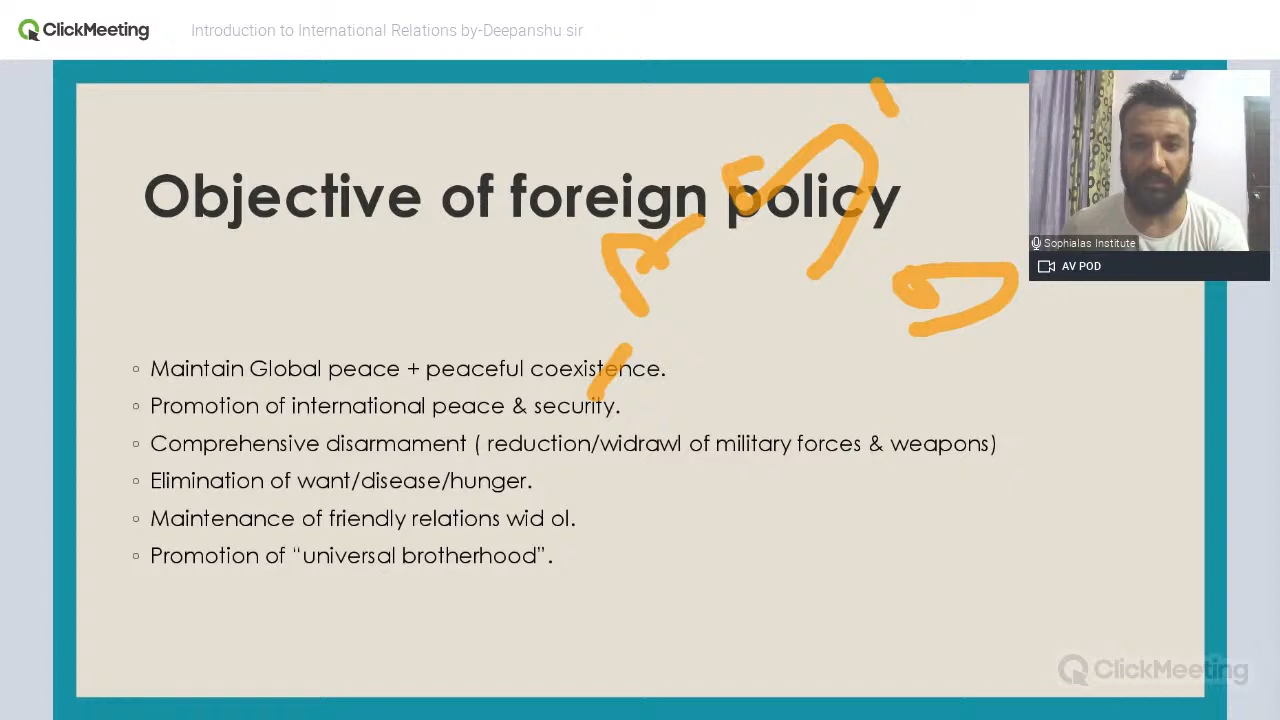 ClickMeeting
Introduction to International Relations by-Deepanshu sir
Objective of foreign policy
Sophialas Institute
AV POD
Maintain Global peace + peaceful coexistence.
Promotion of international peace & security.
Comprehensive disarmament ( reduction/widrawl of military forces & weapons)
Elimination of want/disease/hunger.
Maintenance of friendly relations wid ol.
Promotion of “universal brotherhood”.
ClickMeeting